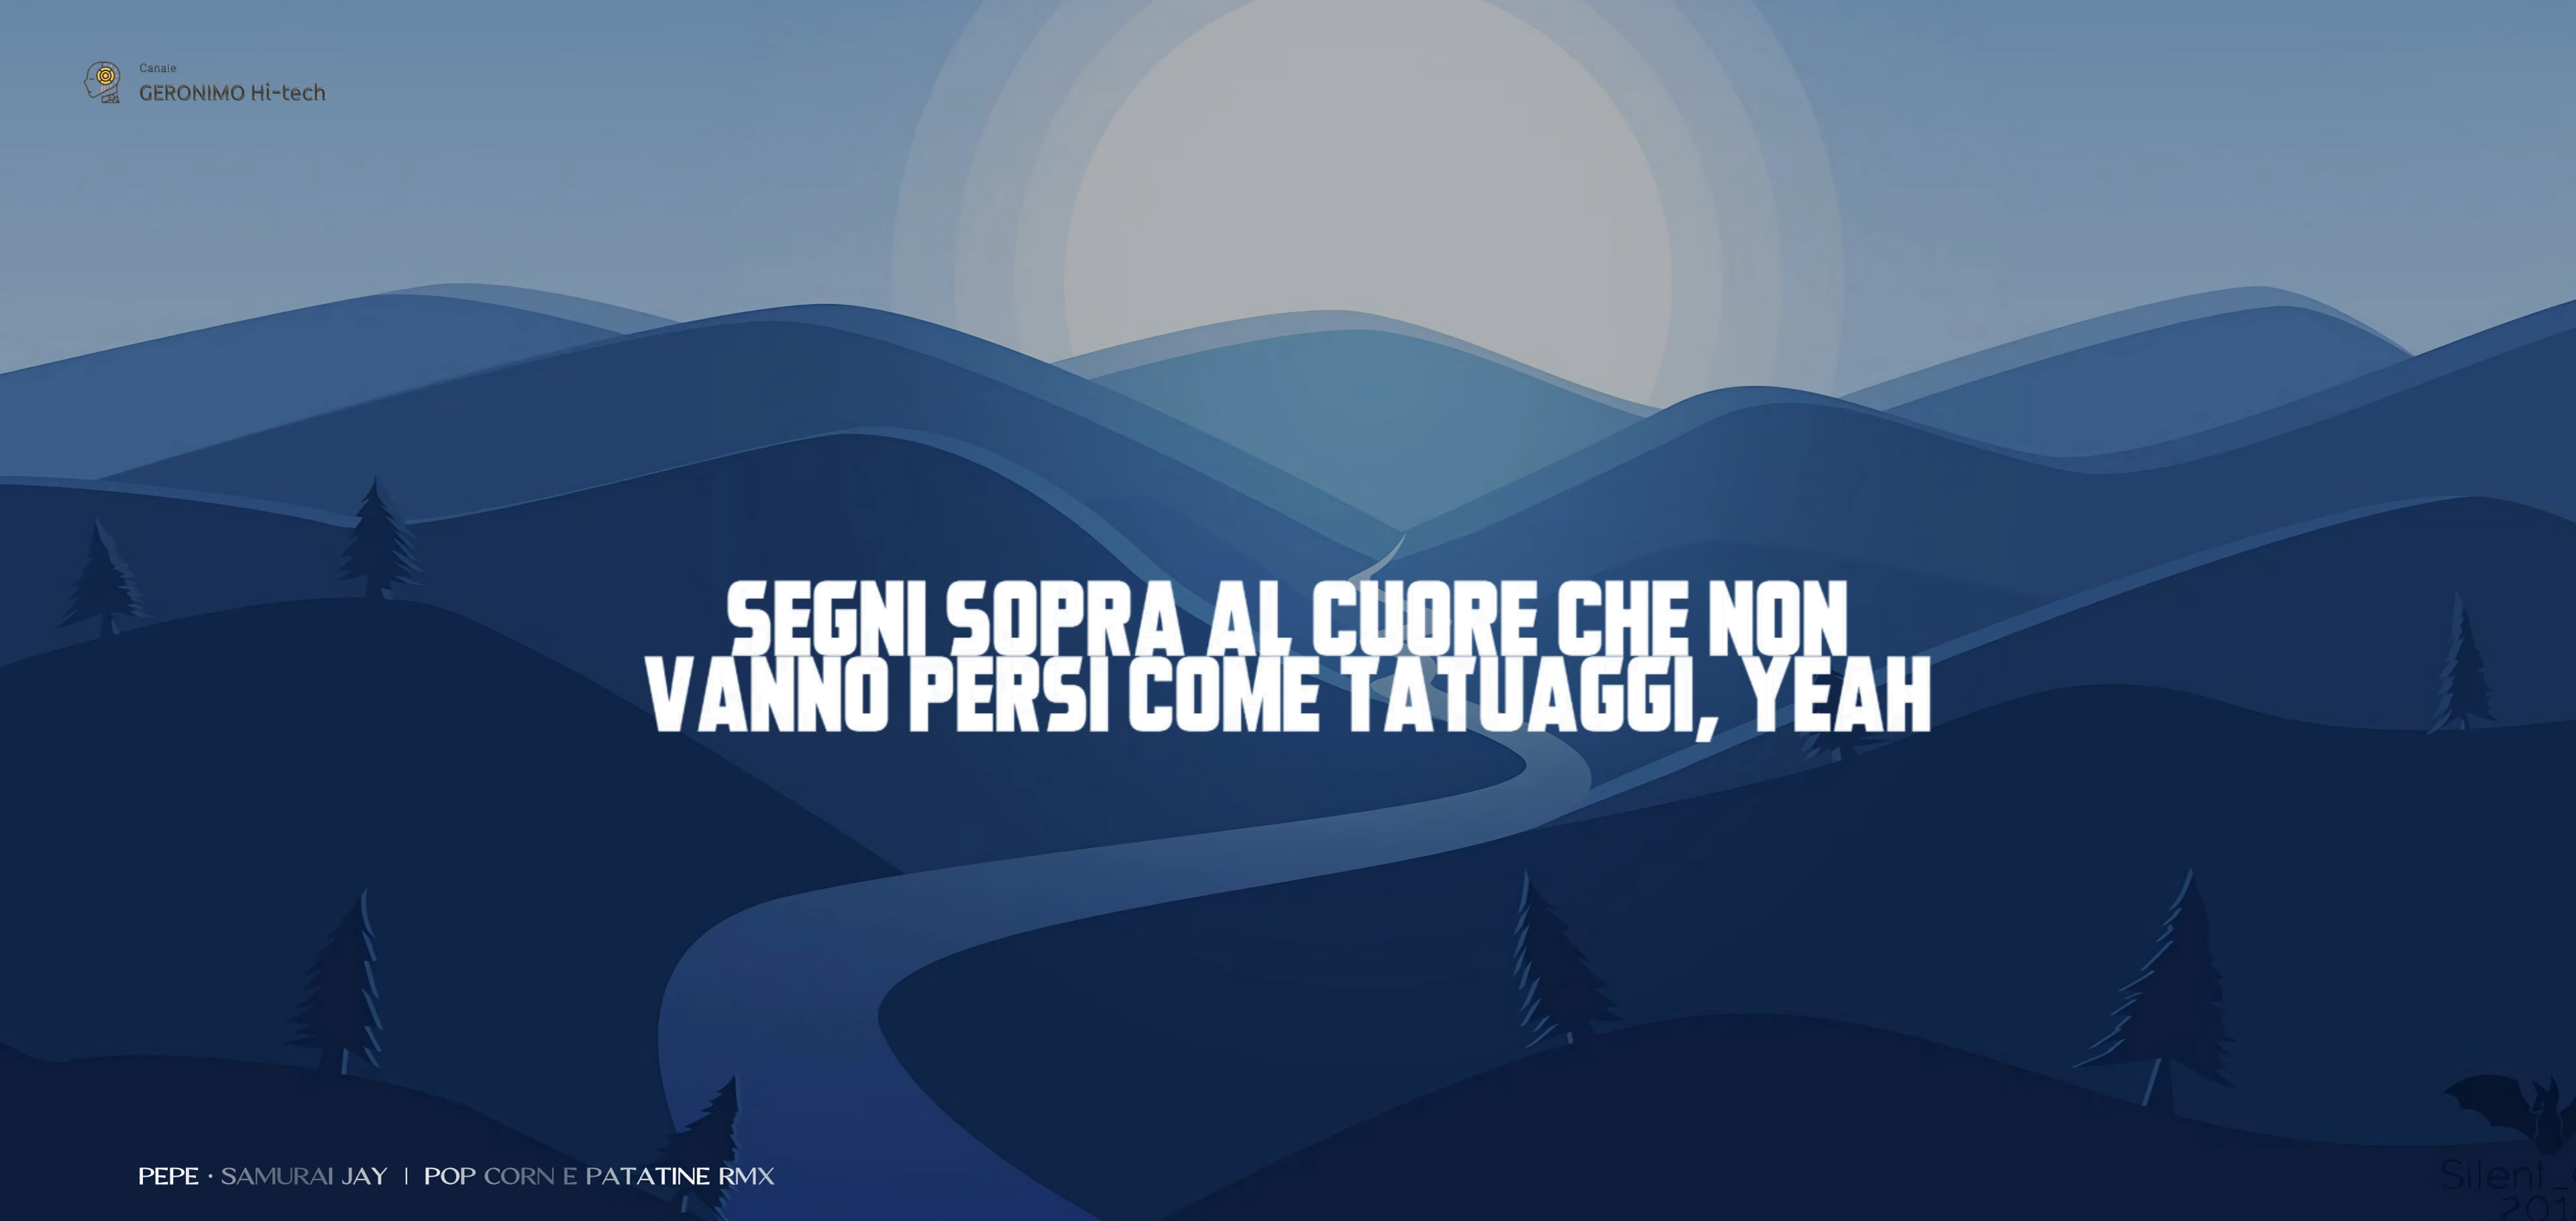 Canale
GERONIMO Hi-tech
SEGNI SOPRA AL CUORE CHE NON
VANNO PERSI COME TATUAGGI, YEAH
PEPE · SAMURAI JAY | POP CORN E PATATINE RMX